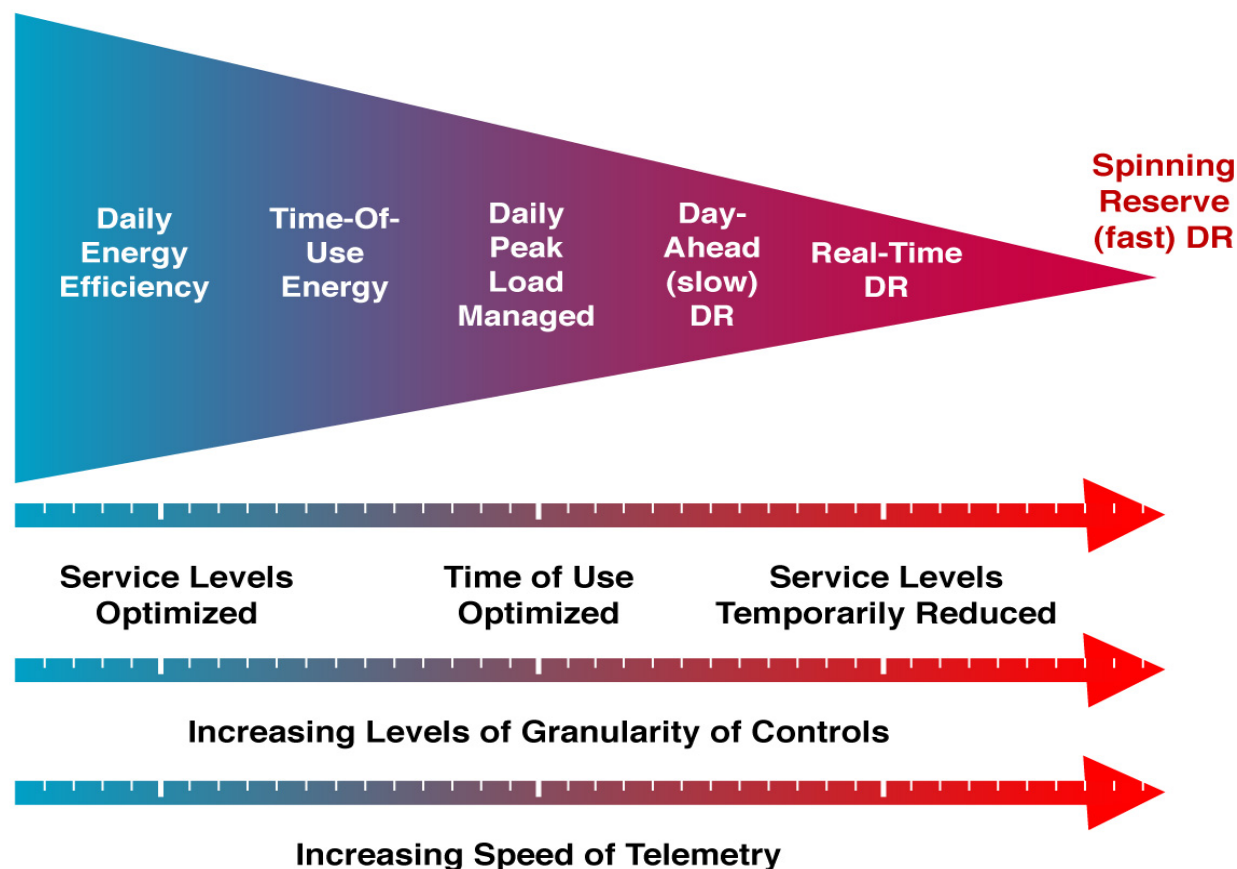 Daily
Energy
Efficiency
Time-Of-
Use
Energy
Daily
Peak
Load
Managed
Day-
Ahead
(slow)
DR
Real-Time
DR
Spinning
Reserve
(fast) DR
Service Levels
Optimized
Time of Use
Optimized
Service Levels
Temporarily Reduced
Increasing Levels of Granularity of Controls
Increasing Speed of Telemetry